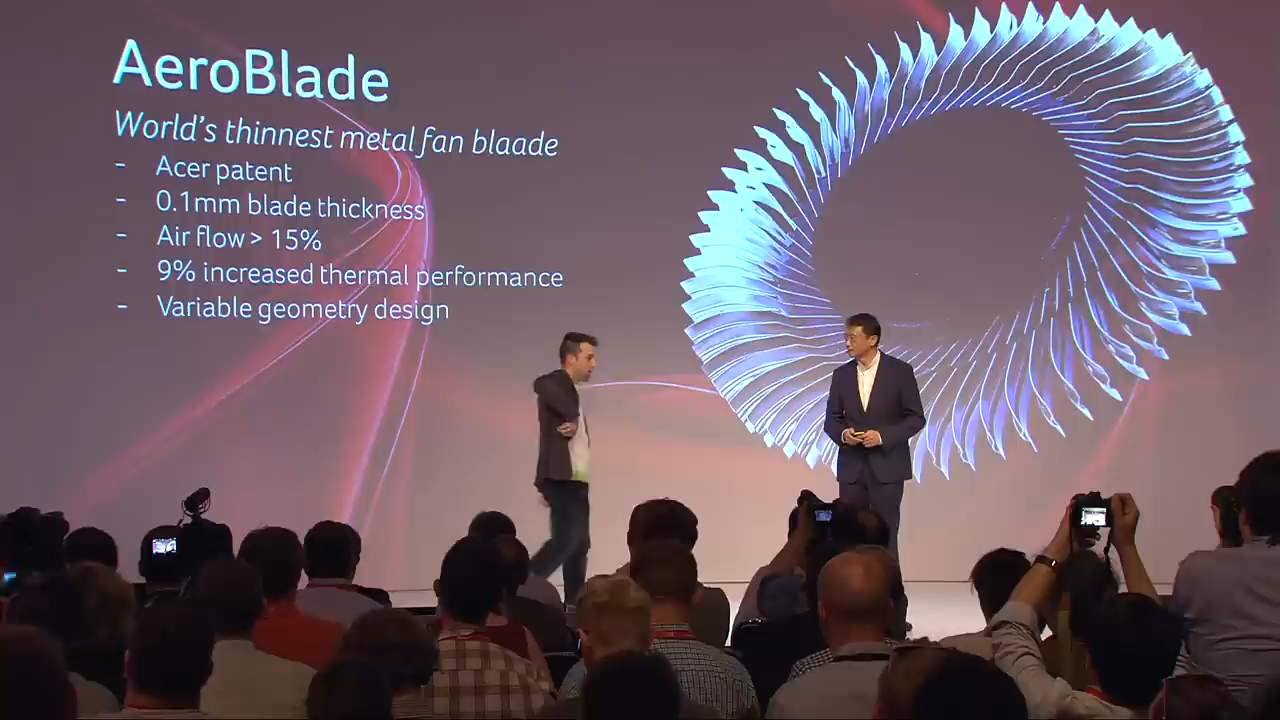 AeroBlade
World's thinnest metal fan blaade
- Acer patent
- 0.1mm blade thickness
- Air flow > 15%
- 9% increased thermal performance
- Variable geometry design